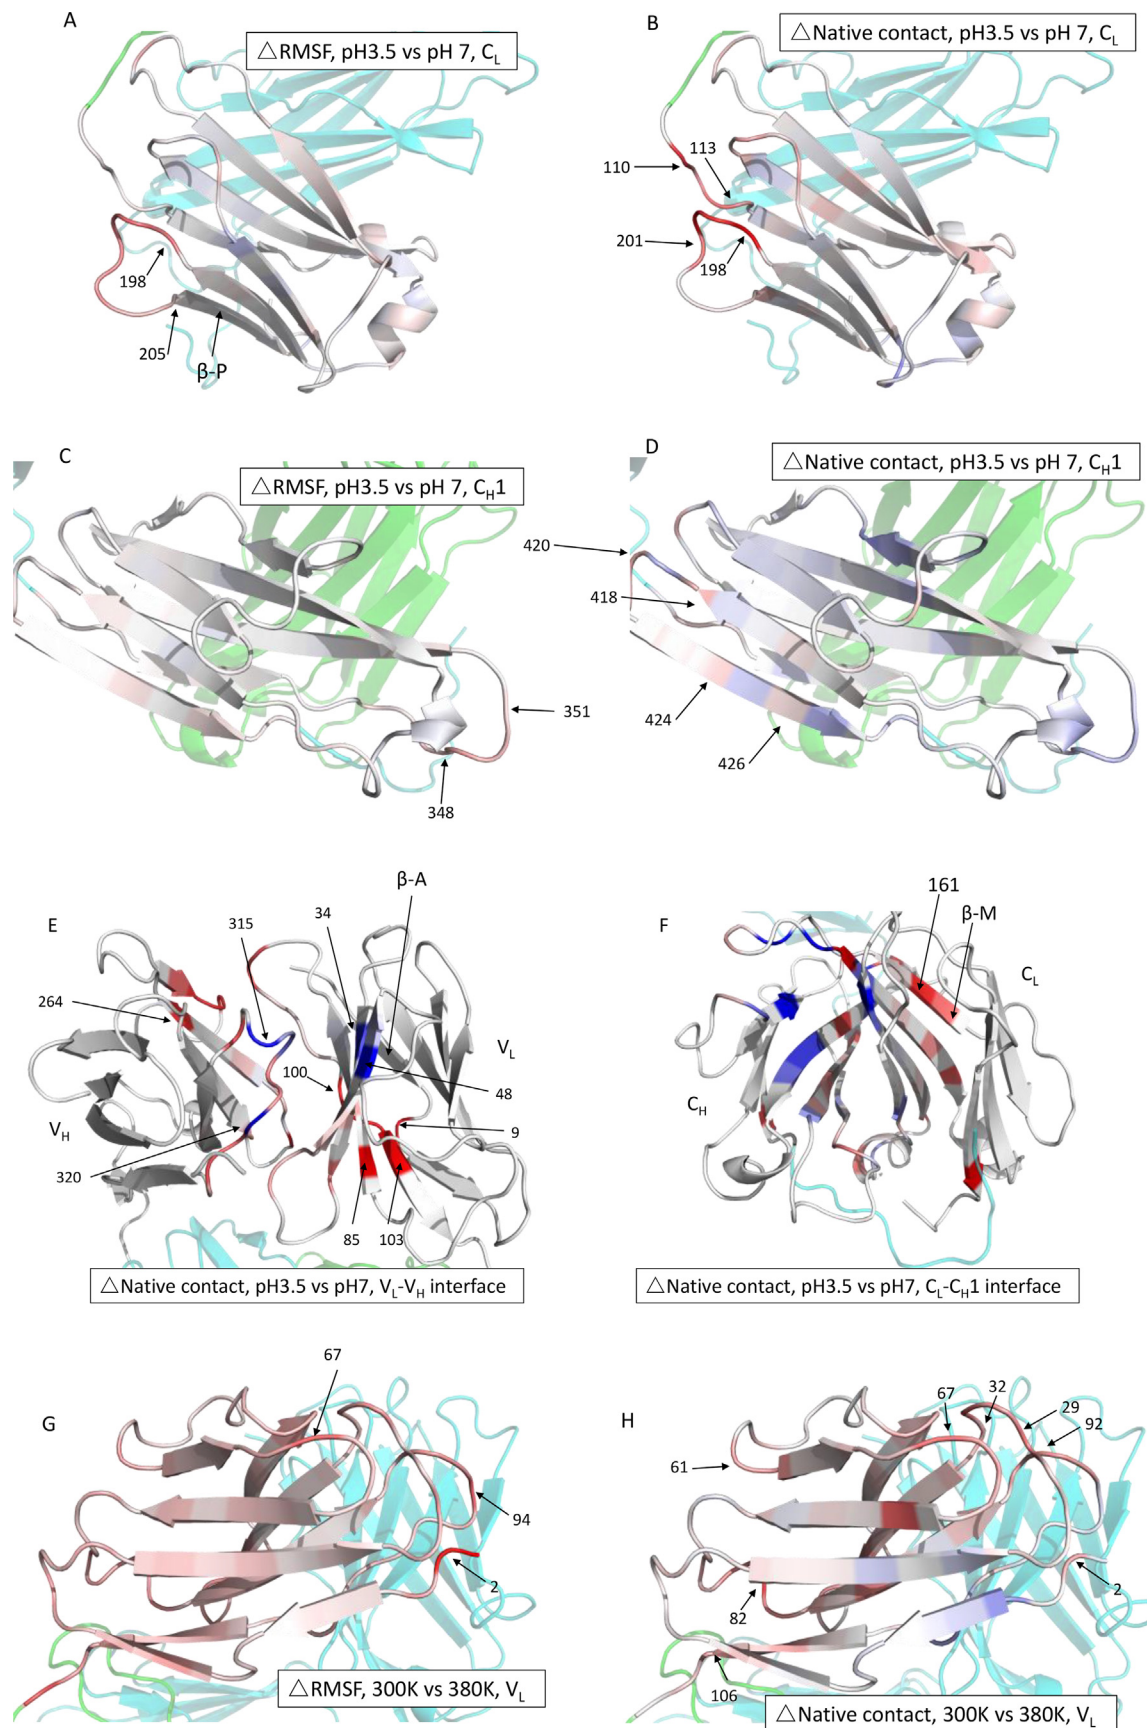 A
△RMSF, pH3.5 vs pH 7, CL
198
205
β-P
B
△Native contact, pH3.5 vs pH 7, CL
110
113
201
198
C
△RMSF, pH3.5 vs pH 7, CH1
351
348
D
△Native contact, pH3.5 vs pH 7, CH1
420
418
424
426
E
β-A
34
315
264
VL
100
48
VH
9
320
85
103
△Native contact, pH3.5 vs pH7, VL-VH interface
F
161
β-M
CL
CH
△Native contact, pH3.5 vs pH7, CL-CH1 interface
G
67
94
2
△RMSF, 300K vs 380K, VL
H
67
32
29
92
61
2
82
106
△Native contact, 300K vs 380K, VL